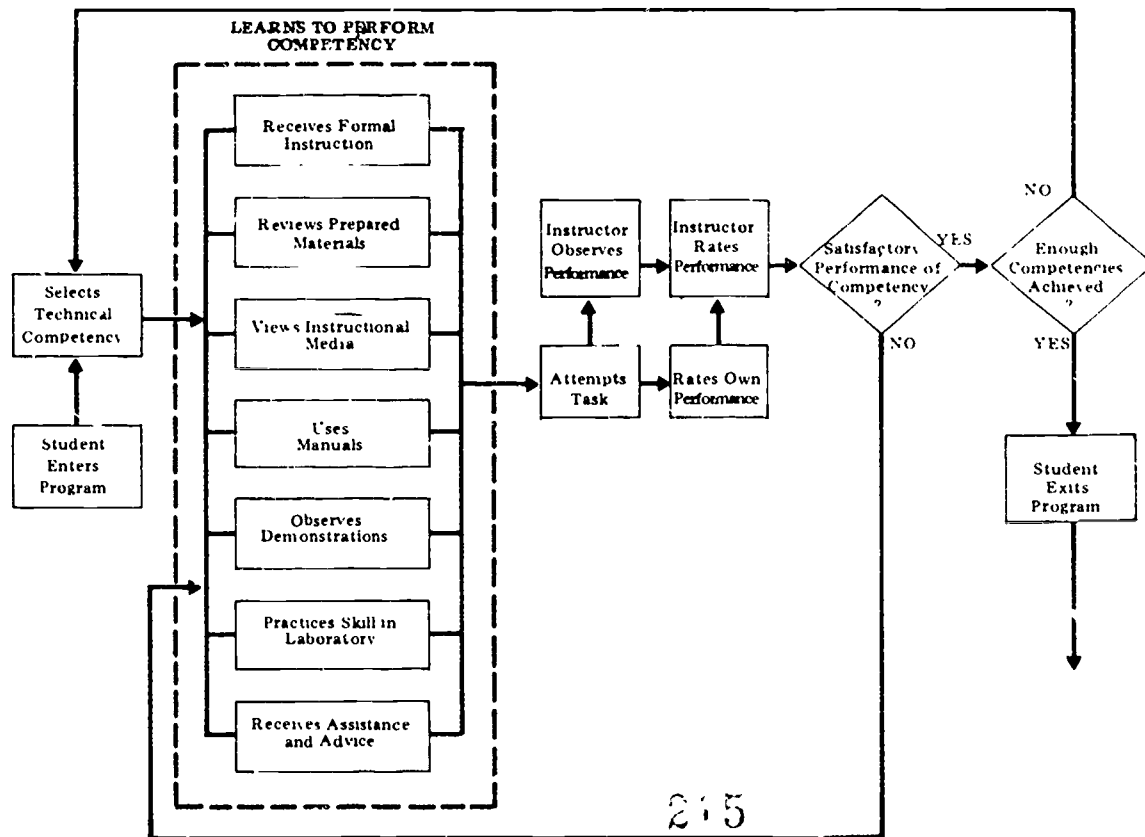 LEARNS TO PERFORM
COMPETENCY
Receives Formal
Instruction
Reviews Prepared
Materials
Views Instructional
Media
Uses
Manuals
Observes
Demonstrations
Practices Skill in
Laboratory
Receives Assistance
and Advice
Selects
Technical
Competency
Student
Enters
Program
Instructor
Observes
Performance
Instructor
Rates
Performance
Attempts
Task
Rates Own
Performance
Satisfactory
Performance of
Competency
?
YES
NO
Enough
Competencies
Achieved
?
NO
YES
Student
Exits
Program